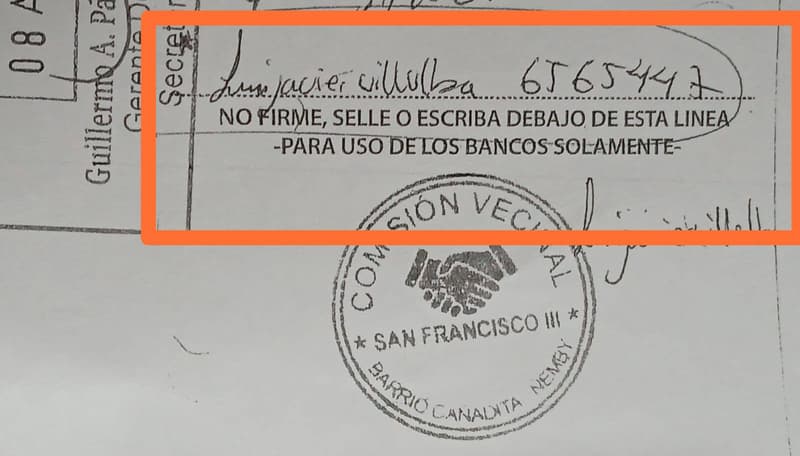 08 A
Guillermo A. Pá
Gerente D
Secret
Luis javier villulba 6565447
NO FIRME, SELLE O ESCRIBA DEBAJO DE ESTA LINEA
-PARA USO DE LOS BANCOS SOLAMENTE-
COMISIÓN VECINAL
* SAN FRANCISCO III *
BARRIO CAÑADITA ÑEMBY